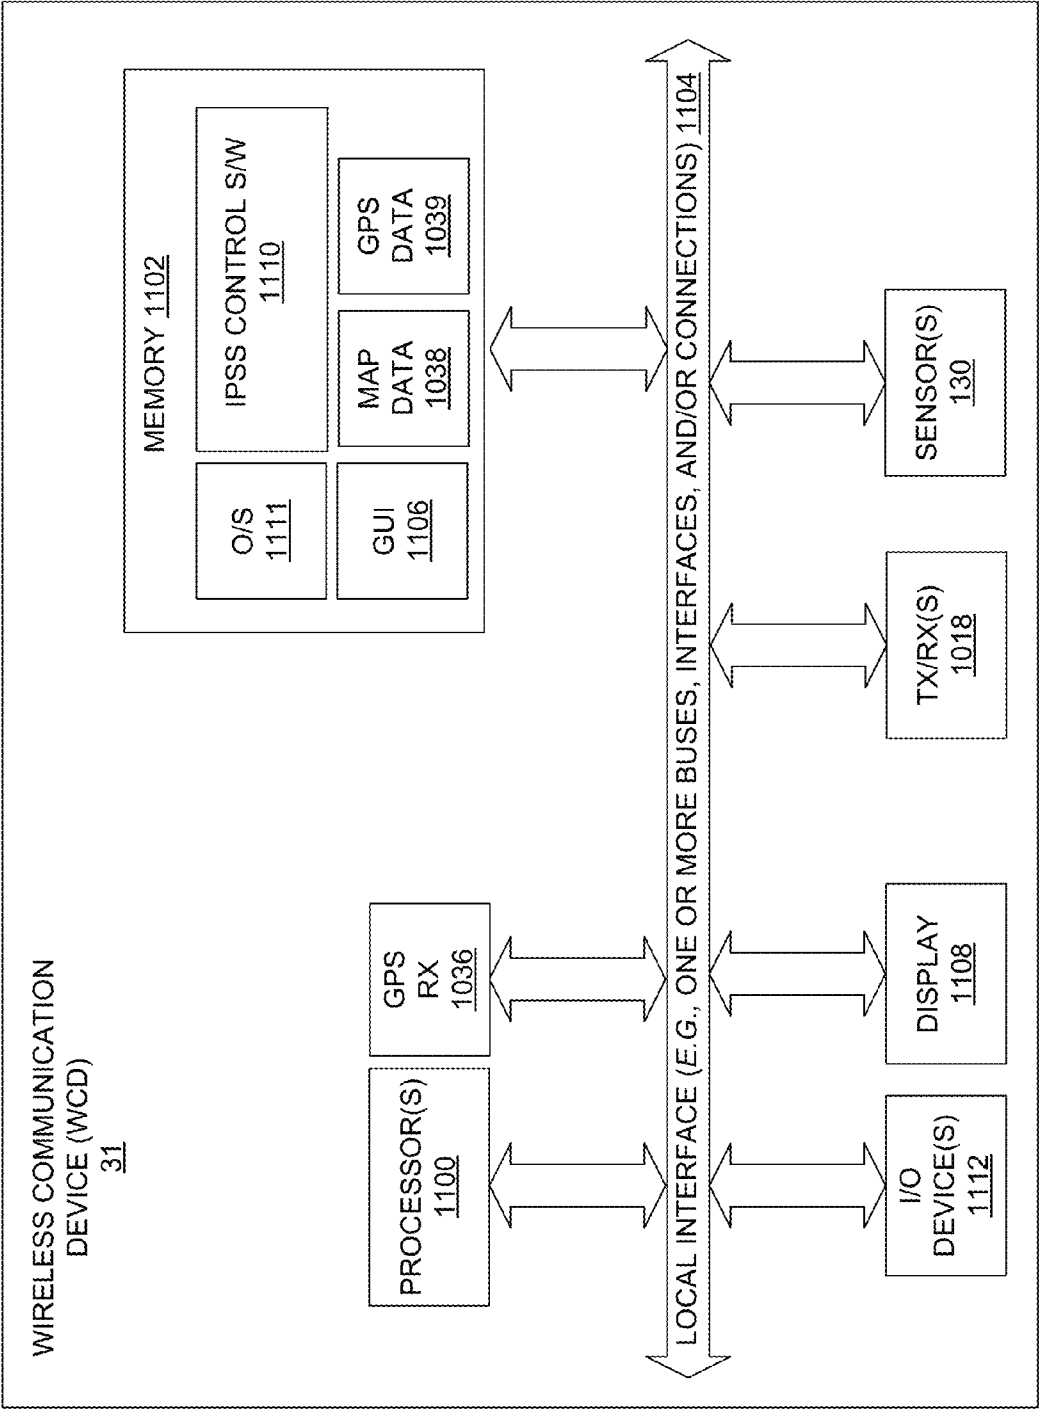 WIRELESS COMMUNICATION
DEVICE (WCD)
31
MEMORY 1102
O/S
1111
IPSS CONTROL S/W
1110
GUI
1106
MAP
DATA
1038
GPS
DATA
1039
PROCESSOR(S)
1100
GPS
RX
1036
LOCAL INTERFACE (E.G., ONE OR MORE BUSES, INTERFACES, AND/OR CONNECTIONS) 1104
I/O
DEVICE(S)
1112
DISPLAY
1108
TX/RX(S)
1018
SENSOR(S)
130